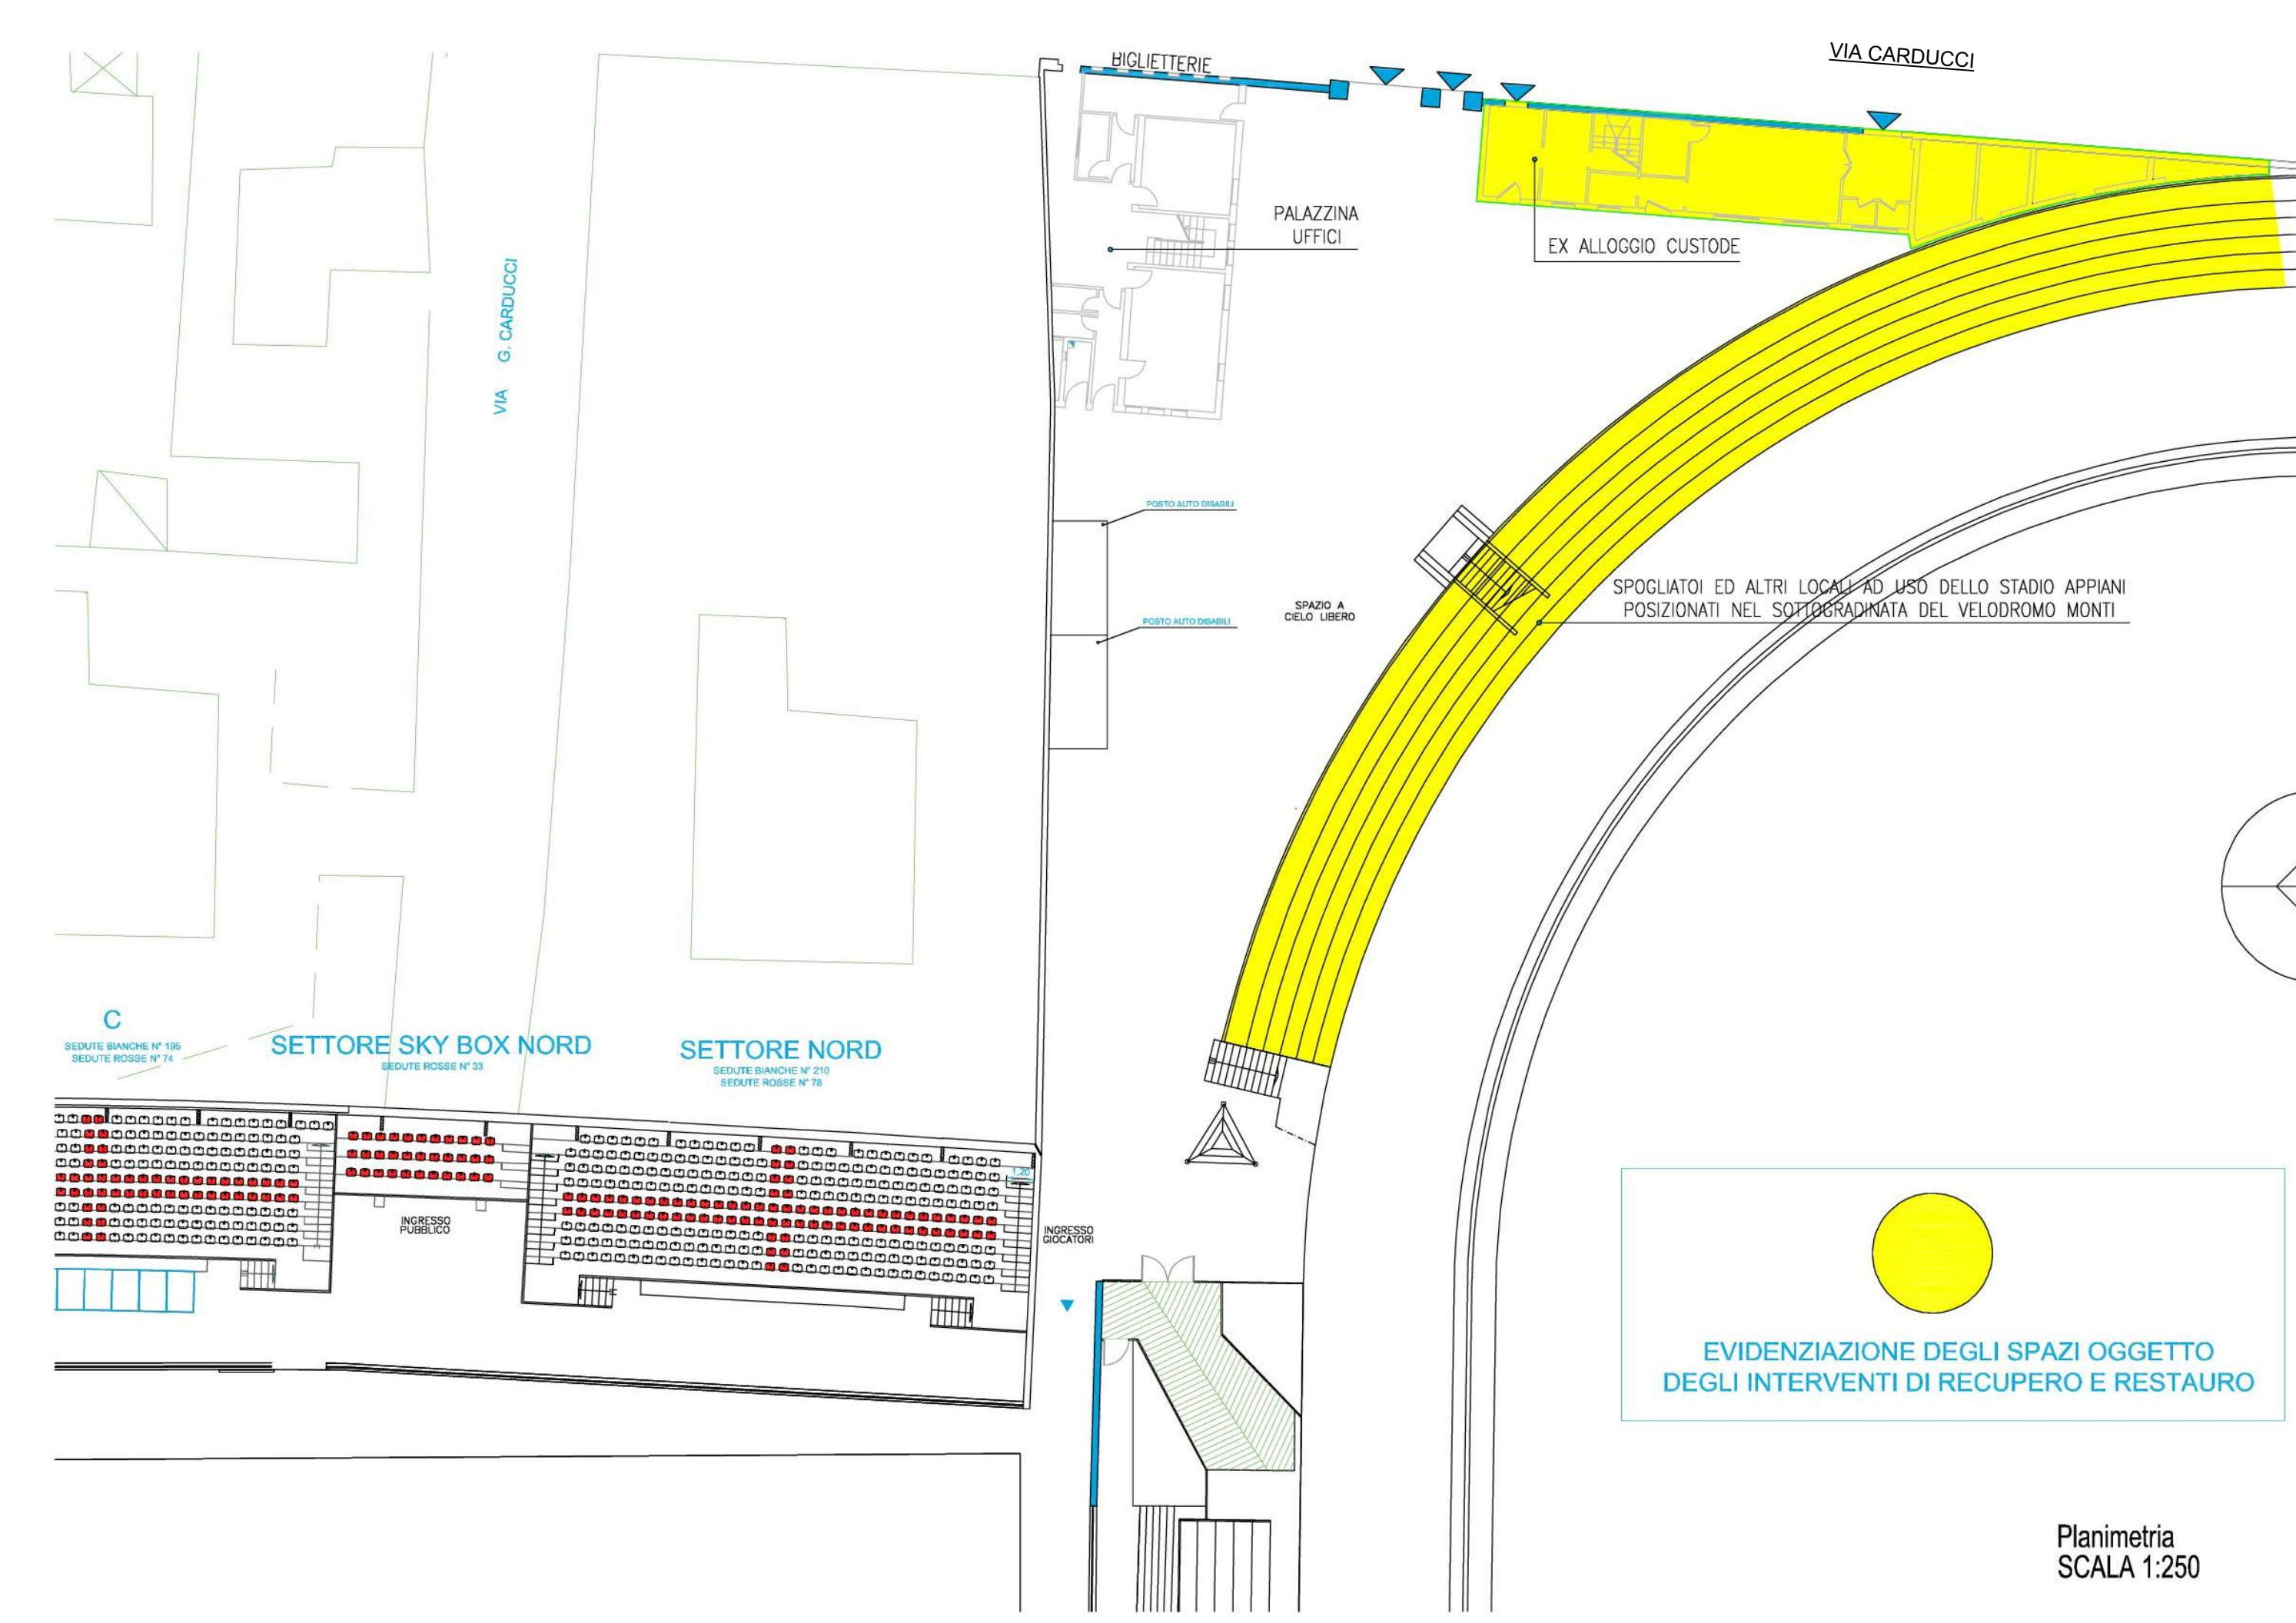 VIA CARDUCCI
BIGLIETTERIE
PALAZZINA
UFFICI
EX ALLOGGIO CUSTODE
VIA G. CARDUCCI
POSTO AUTO DISABILI
SPAZIO A
CIELO LIBERO
POSTO AUTO DISABILI
SPOGLIATOI ED ALTRI LOCALI AD USO DELLO STADIO APPIANI
POSIZIONATI NEL SOTTOGRADINATA DEL VELODROMO MONTI
C
SEDUTE BIANCHE N° 195
SEDUTE ROSSE N° 74
SETTORE SKY BOX NORD
SEDUTE ROSSE N° 33
SETTORE NORD
SEDUTE BIANCHE N° 210
SEDUTE ROSSE N° 78
1,20
INGRESSO
PUBBLICO
INGRESSO
GIOCATORI
EVIDENZIAZIONE DEGLI SPAZI OGGETTO
DEGLI INTERVENTI DI RECUPERO E RESTAURO
Planimetria
SCALA 1:250